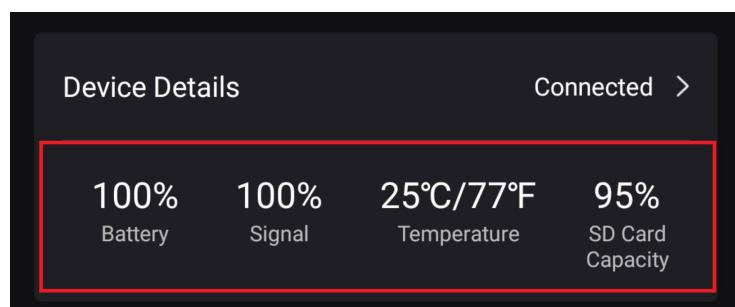 Device Details Connected
100% 100% 25℃/77℉ 95%
Battery Signal Temperature SD Card
Capacity